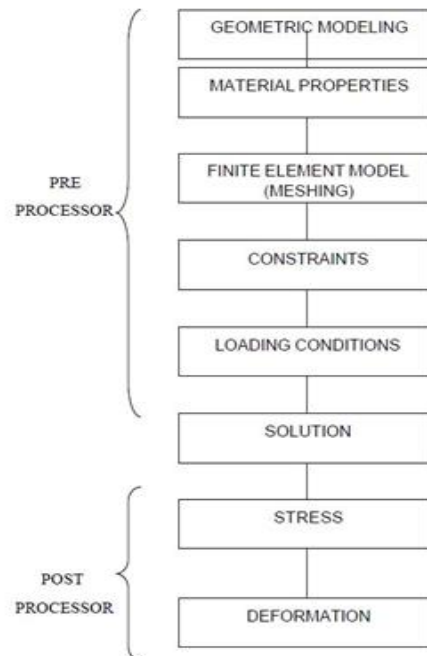 GEOMETRIC MODELING
MATERIAL PROPERTIES
FINITE ELEMENT MODEL
(MESHING)
PRE
PROCESSOR
CONSTRAINTS
LOADING CONDITIONS
SOLUTION
STRESS
POST
PROCESSOR
DEFORMATION